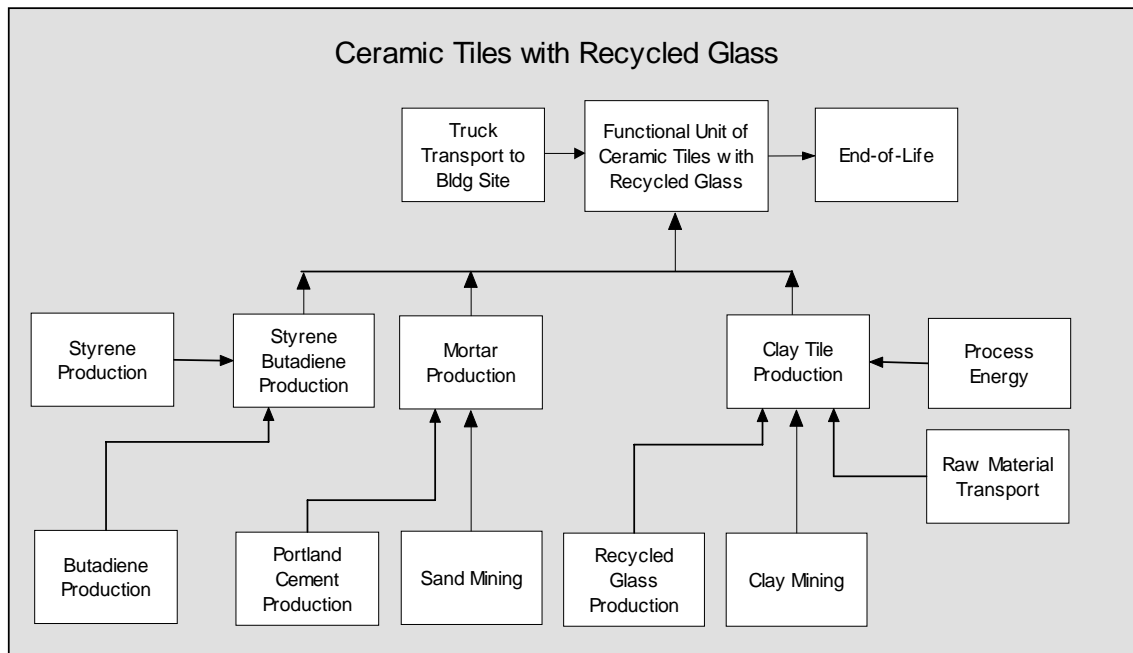 Ceramic Tiles with Recycled Glass
Truck
Transport to
Bldg Site
Functional Unit of
Ceramic Tiles with
Recycled Glass
End-of-Life
Styrene
Production
Styrene
Butadiene
Production
Mortar
Production
Clay Tile
Production
Process
Energy
Raw Material
Transport
Butadiene
Production
Portland
Cement
Production
Sand Mining
Recycled
Glass
Production
Clay Mining